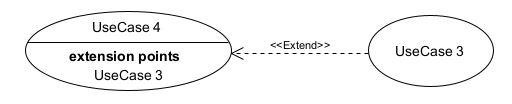 UseCase 4
extension points
UseCase 3
<<Extend>>
UseCase 3